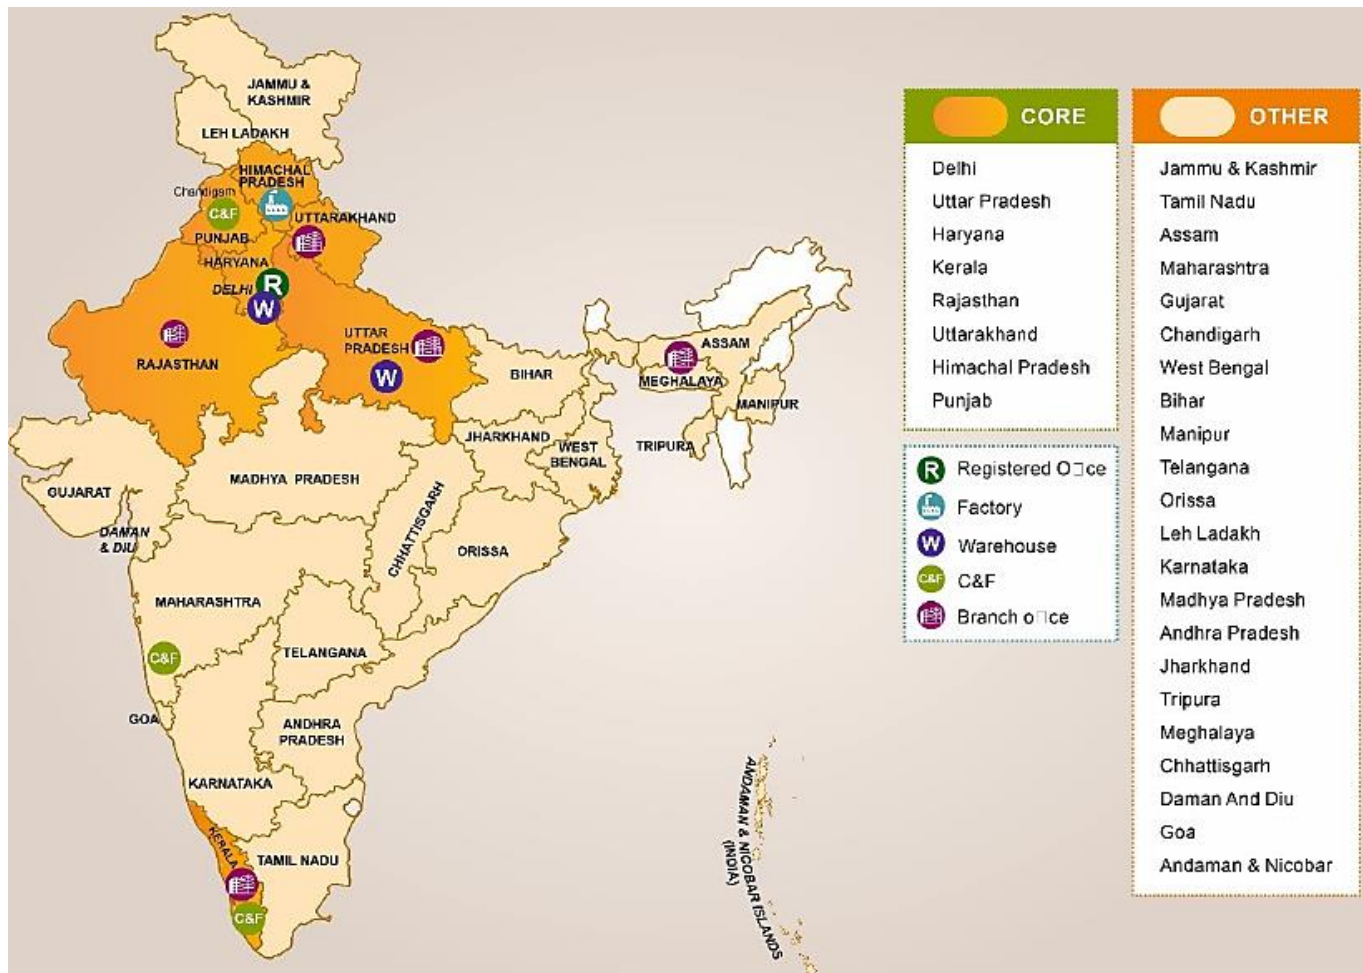 JAMMU &
KASHMIR
LEH LADAKH
HIMACHAL
PRADESH
Chandigarh
C&F
UTTARAKHAND
PUNJAB
HARYANA
DELHI
R
W
RAJASTHAN
UTTAR
PRADESH
W
BIHAR
ASSAM
MEGHALAYA
MANIPUR
TRIPURA
JHARKHAND
WEST
BENGAL
MADHYA PRADESH
GUJARAT
DAMAN
& DIU
CHHATTISGARH
ORISSA
MAHARASHTRA
C&F
TELANGANA
GOA
ANDHRA
PRADESH
KARNATAKA
KERALA
TAMIL NADU
C&F
ANDAMAN & NICOBAR ISLANDS
(INDIA)
CORE
Delhi
Uttar Pradesh
Haryana
Kerala
Rajasthan
Uttarakhand
Himachal Pradesh
Punjab
R Registered O□ce
Factory
W Warehouse
C&F C&F
Branch o□ce
OTHER
Jammu & Kashmir
Tamil Nadu
Assam
Maharashtra
Gujarat
Chandigarh
West Bengal
Bihar
Manipur
Telangana
Orissa
Leh Ladakh
Karnataka
Madhya Pradesh
Andhra Pradesh
Jharkhand
Tripura
Meghalaya
Chhattisgarh
Daman And Diu
Goa
Andaman & Nicobar